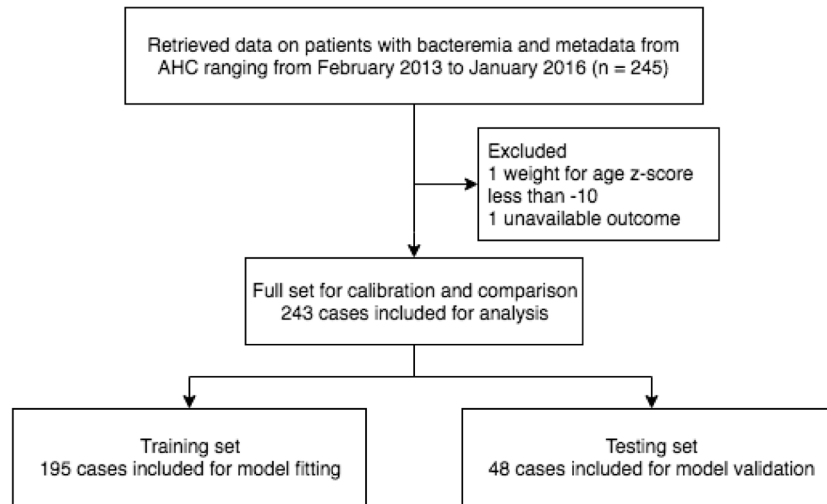 Retrieved data on patients with bacteremia and metadata from
AHC ranging from February 2013 to January 2016 (n = 245)
Excluded
1 weight for age z-score
less than -10
1 unavailable outcome
Full set for calibration and comparison
243 cases included for analysis
Training set
195 cases included for model fitting
Testing set
48 cases included for model validation